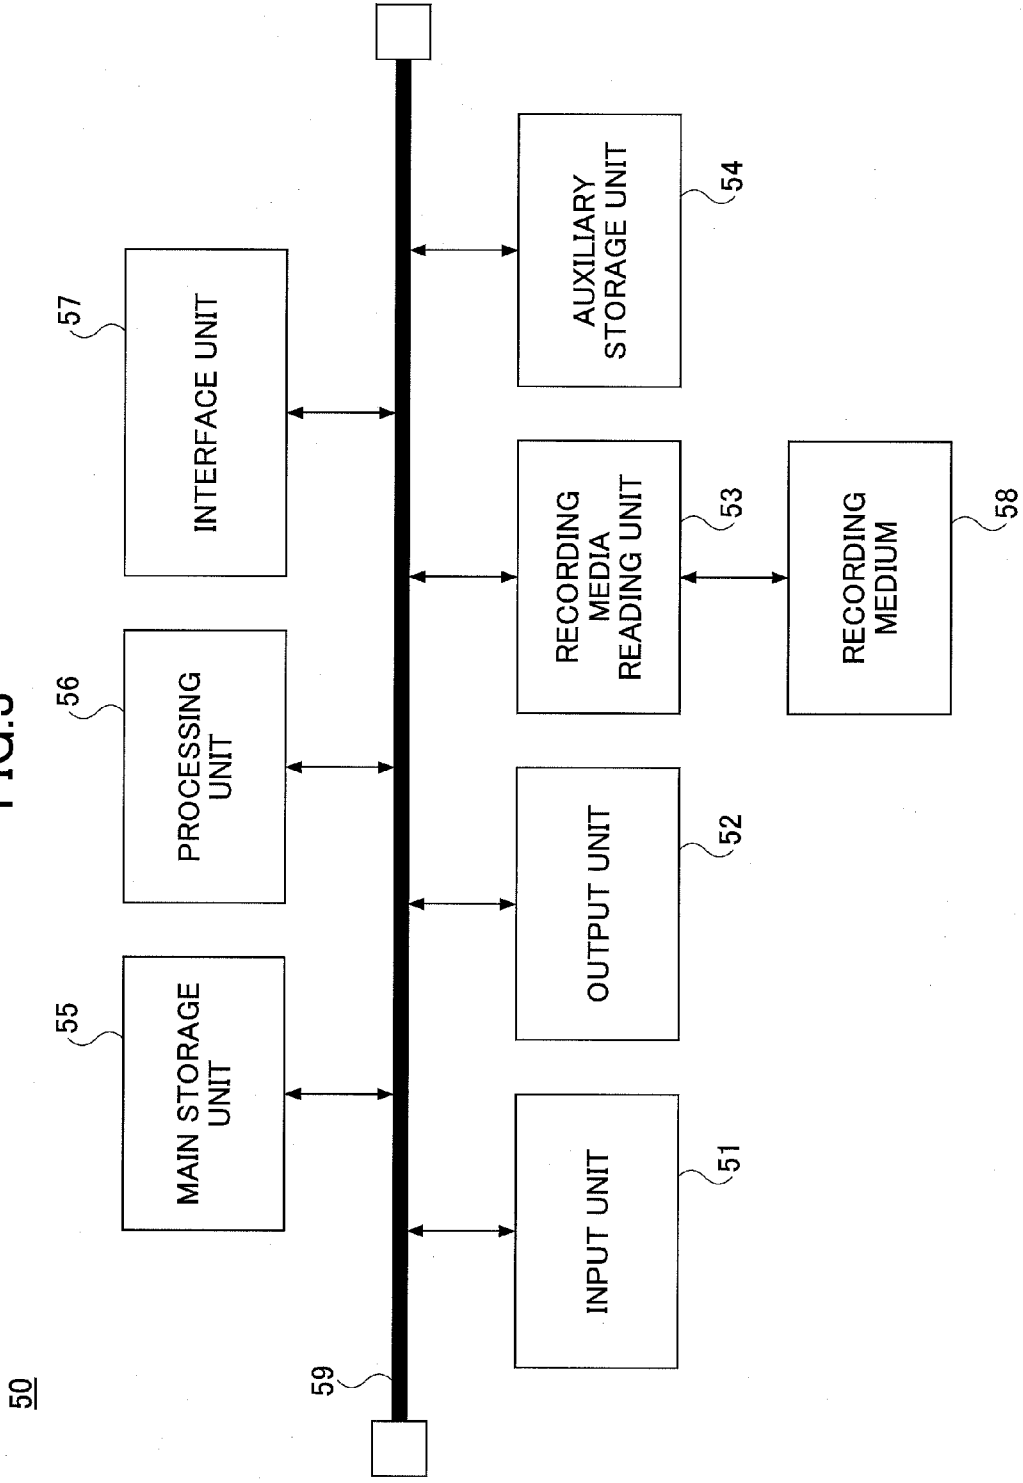 50
55
56
57
MAIN STORAGE
UNIT
PROCESSING
UNIT
INTERFACE UNIT
59
INPUT UNIT
OUTPUT UNIT
RECORDING
MEDIA
READING UNIT
AUXILIARY
STORAGE UNIT
51
52
53
54
RECORDING
MEDIUM
58